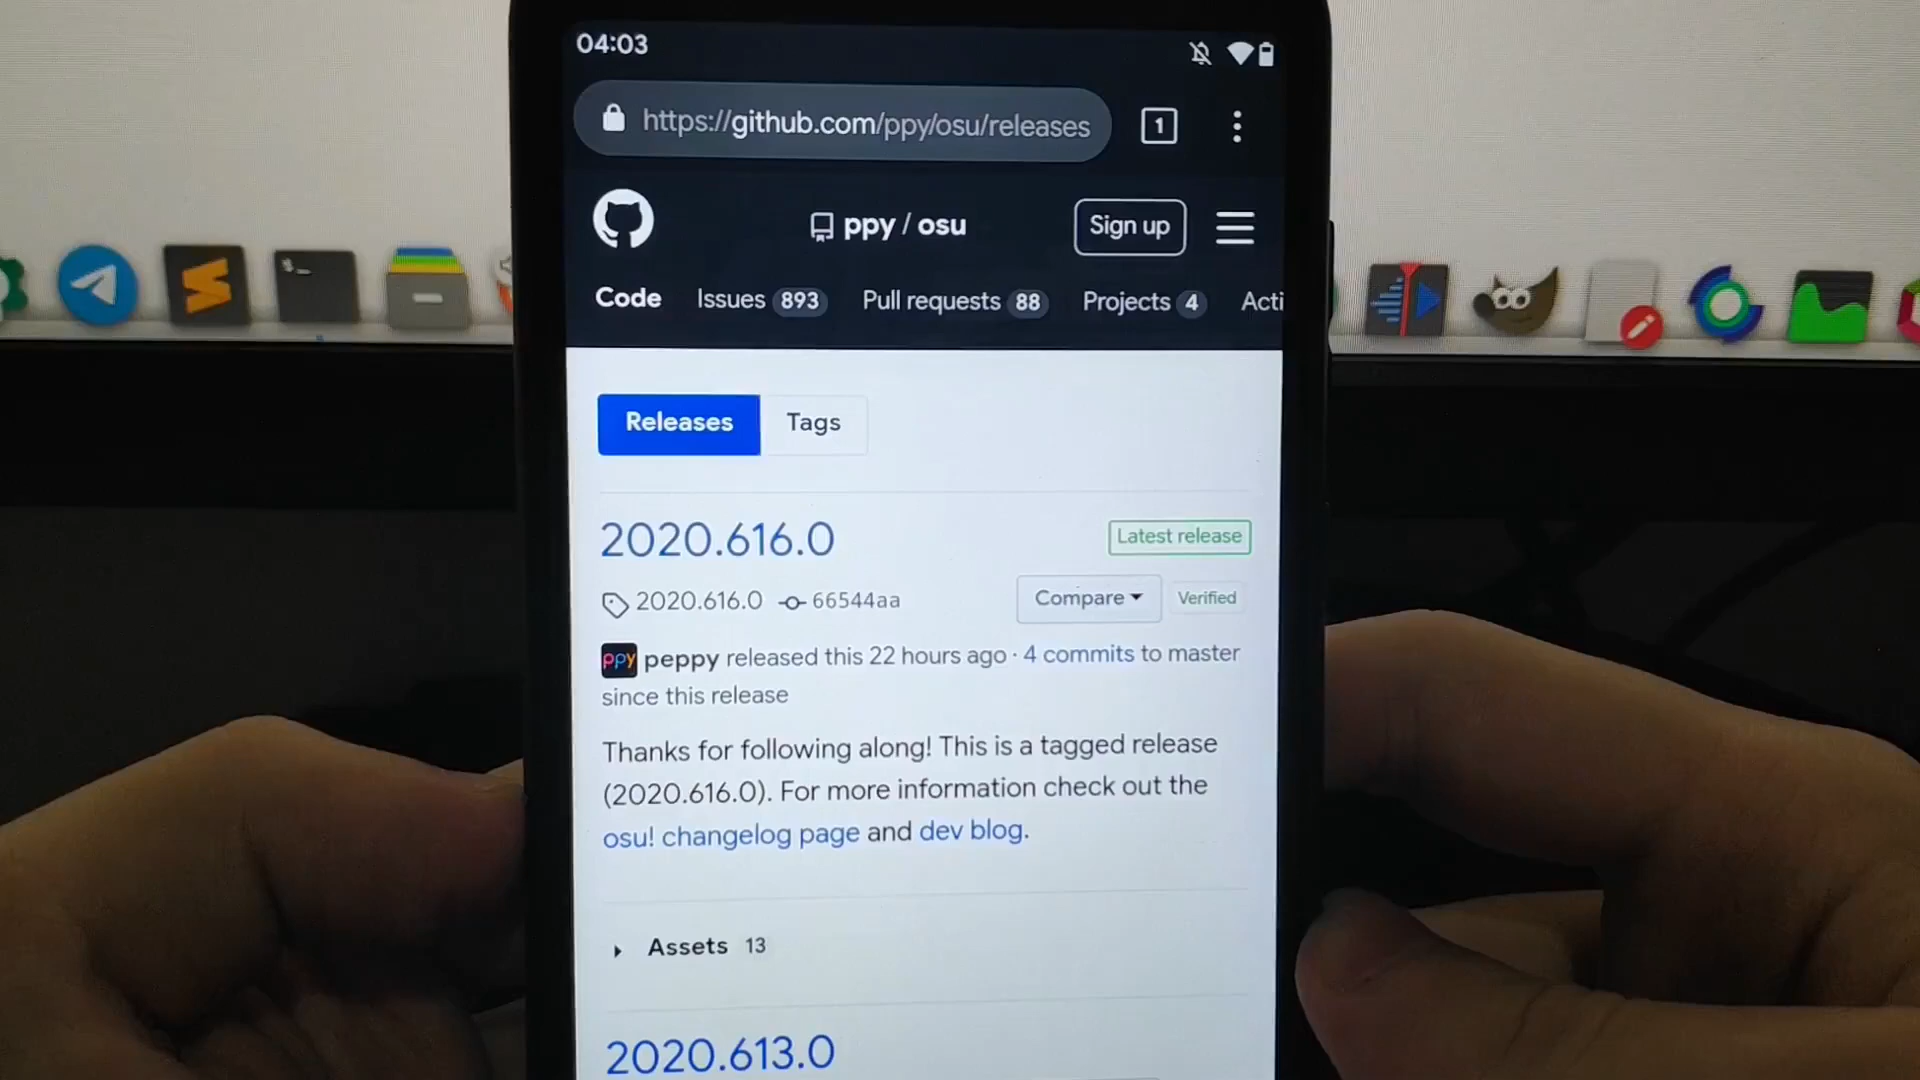 04:03
https://github.com/ppy/osu/releases
1
ppy / osu
Sign up
Code Issues 893 Pull requests 88 Projects 4 Acti
Releases Tags
2020.616.0
Latest release
2020.616.0 66544aa
Compare
Verified
ppy peppy released this 22 hours ago · 4 commits to master
since this release
Thanks for following along! This is a tagged release
(2020.616.0). For more information check out the
osu! changelog page and dev blog.
Assets 13
2020.613.0